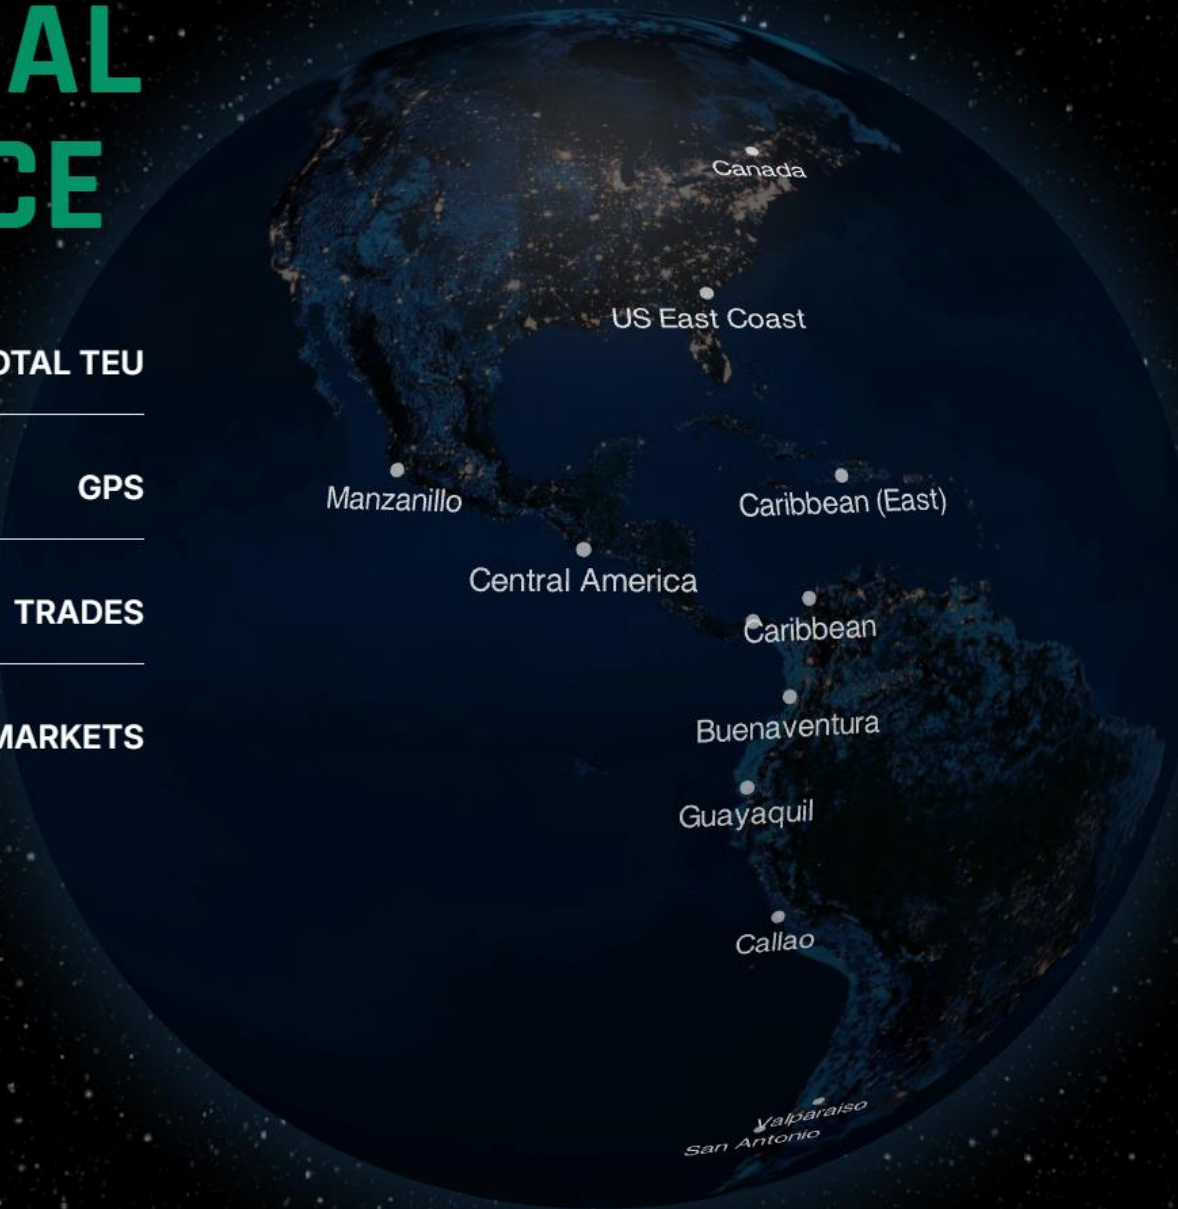 AL
CE
OTAL TEU
GPS
TRADES
MARKETS
Canada
US East Coast
Manzanillo
Caribbean (East)
Central America
Caribbean
Buenaventura
Guayaquil
Callao
Valparaiso
San Antonio